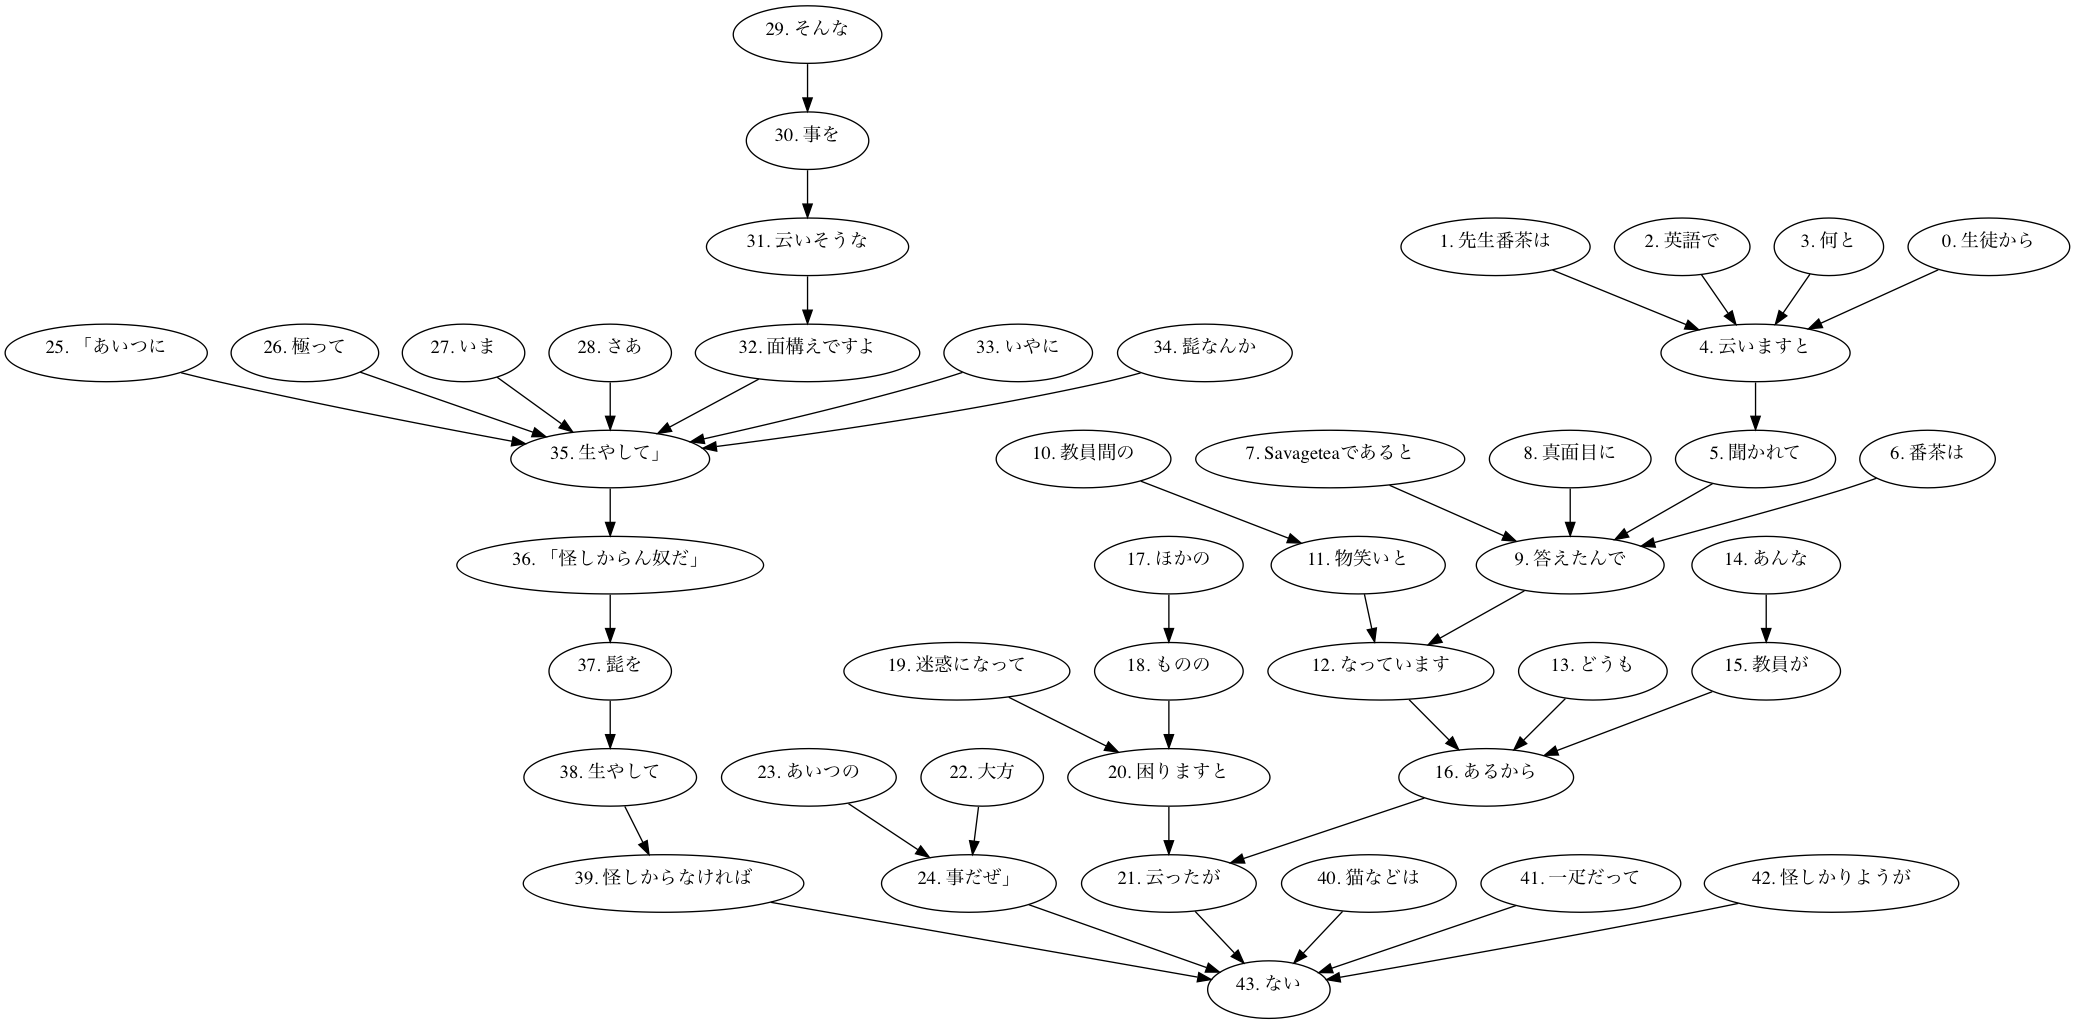 29. そんな
30. 事を
31. 云いそうな
1. 先生番茶は
2. 英語で
3. 何と
0. 生徒から
25. 「あいつに
26. 極って
27. いま
28. さあ
32. 面構えですよ
33. いやに
34. 髭なんか
4. 云いますと
35. 生やして」
10. 教員間の
7. Savageteaであると
8. 真面目に
5. 聞かれて
6. 番茶は
36. 「怪しからん奴だ」
17. ほかの
11. 物笑いと
9. 答えたんで
14. あんな
37. 髭を
19. 迷惑になって
18. ものの
12. なっています
13. どうも
15. 教員が
38. 生やして
23. あいつの
22. 大方
20. 困りますと
16. あるから
39. 怪しからなければ
24. 事だぜ」
21. 云ったが
40. 猫などは
41. 一疋だって
42. 怪しかりようが
43. ない